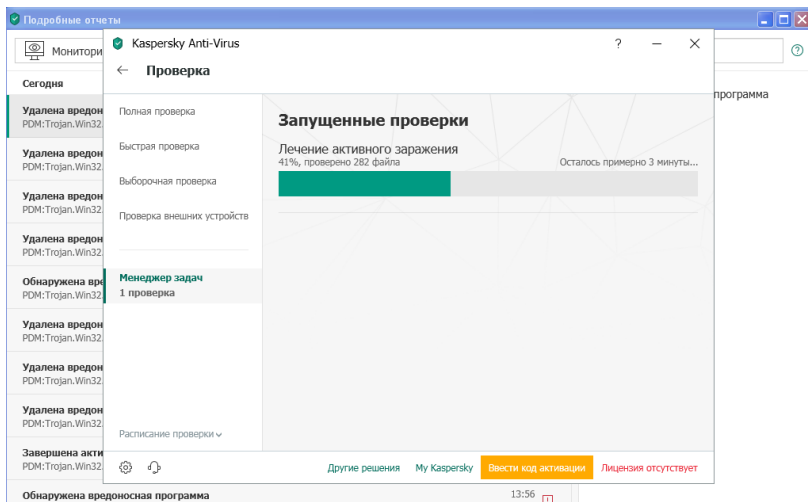 Подробные отчеты
Kaspersky Anti-Virus
?
Монитори
Проверка
Сегодня
программа
Удалена вредон
PDM:Trojan.Win32
Удалена вредон
PDM:Trojan.Win32.
Удалена вредон
PDM:Trojan.Win32
Удалена вредон
PDM:Trojan.Win32.
Обнаружена вре
PDM:Trojan.Win32.
Удалена вредон
PDM:Trojan.Win32.
Удалена вредон
PDM:Trojan.Win32
Удалена вредон
PDM:Trojan.Win32.
Завершена акти
PDM:Trojan.Win32.
Обнаружена вредоносная программа
13:56
Полная проверка
Быстрая проверка
Выборочная проверка
Проверка внешних устройств
Менеджер задач
1 проверка
Расписание проверки
Запущенные проверки
Лечение активного заражения
41%, проверено 282 файла
Осталось примерно 3 минуты...
Другие решения
My Kaspersky
Ввести код активации
Лицензия отсутствует